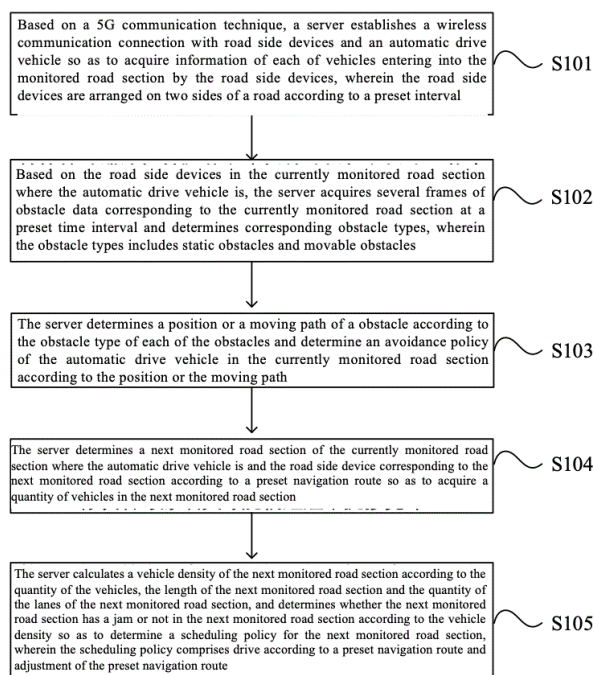 Based on a 5G communication technique, a server establishes a wireless
communication connection with road side devices and an automatic drive
vehicle so as to acquire information of each of vehicles entering into the
monitored road section by the road side devices, wherein the road side
devices are arranged on two sides of a road according to a preset interval
S101
Based on the road side devices in the currently monitored road section
where the automatic drive vehicle is, the server acquires several frames of
obstacle data corresponding to the currently monitored road section at a
preset time interval and determines corresponding obstacle types, wherein
the obstacle types includes static obstacles and movable obstacles
S102
The server determines a position or a moving path of a obstacle according to
the obstacle type of each of the obstacles and determine an avoidance policy
of the automatic drive vehicle in the currently monitored road section
according to the position or the moving path
S103
The server determines a next monitored road section of the currently monitored road
section where the automatic drive vehicle is and the road side device corresponding to the
next monitored road section according to a preset navigation route so as to acquire a
quantity of vehicles in the next monitored road section
S104
The server calculates a vehicle density of the next monitored road section according to the
quantity of the vehicles, the length of the next monitored road section and the quantity of
the lanes of the next monitored road section, and determines whether the next monitored
road section has a jam or not in the next monitored road section according to the vehicle
density so as to determine a scheduling policy for the next monitored road section,
wherein the scheduling policy comprises drive according to a preset navigation route and
adjustment of the preset navigation route
S105